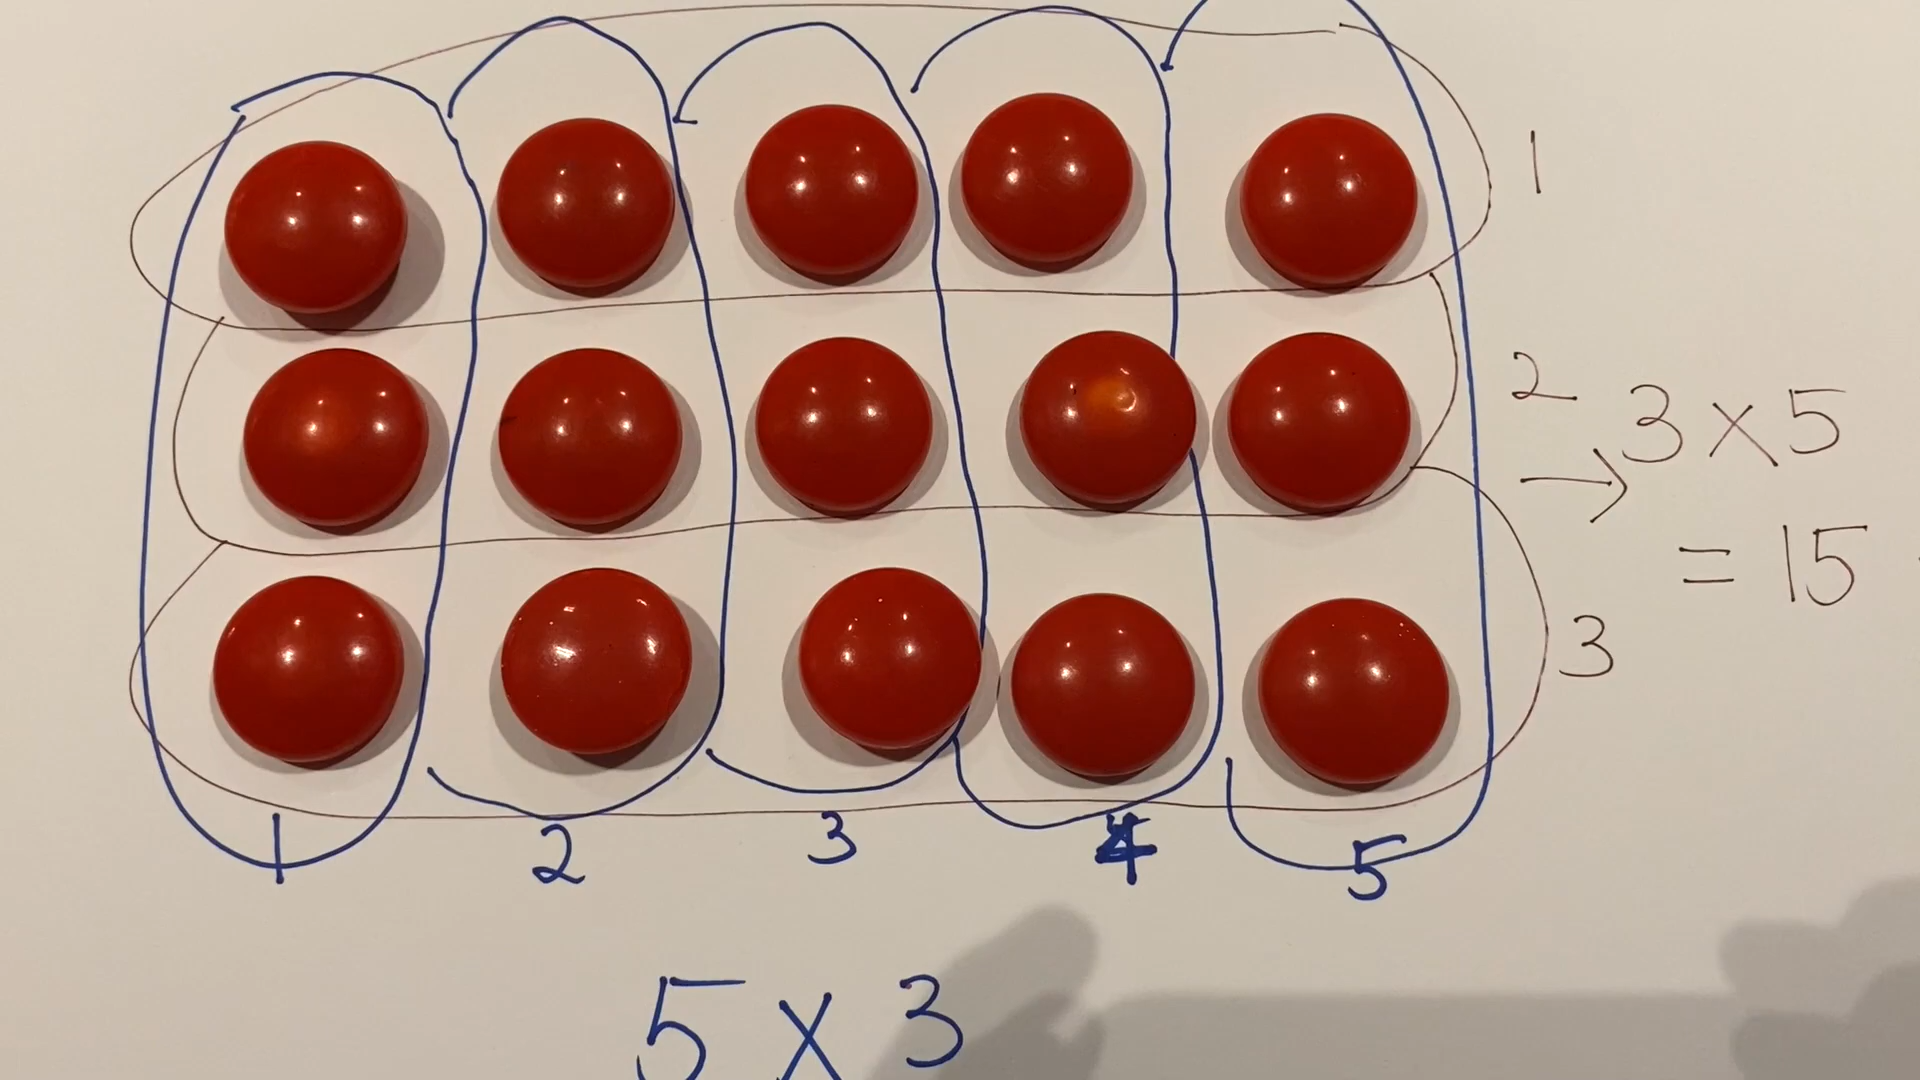 1
2
→ 3 × 5
= 15
3
1 2 3 4 5
5 × 3